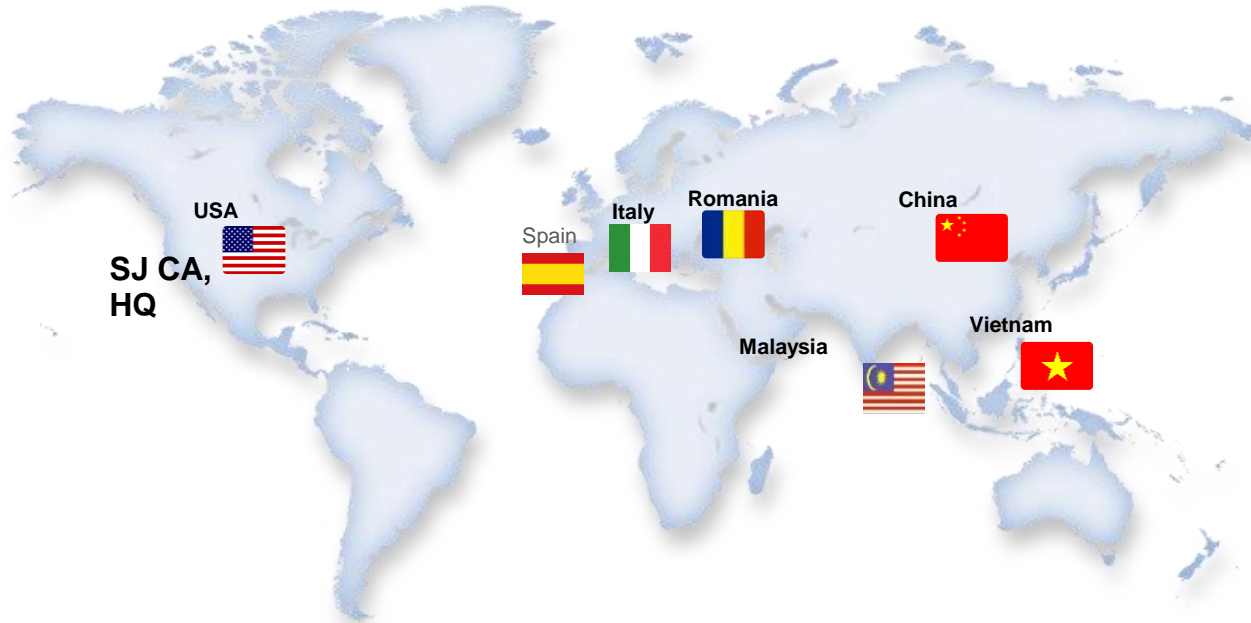 USA
SJ CA,
HQ
Spain
Italy
Romania
China
Malaysia
Vietnam